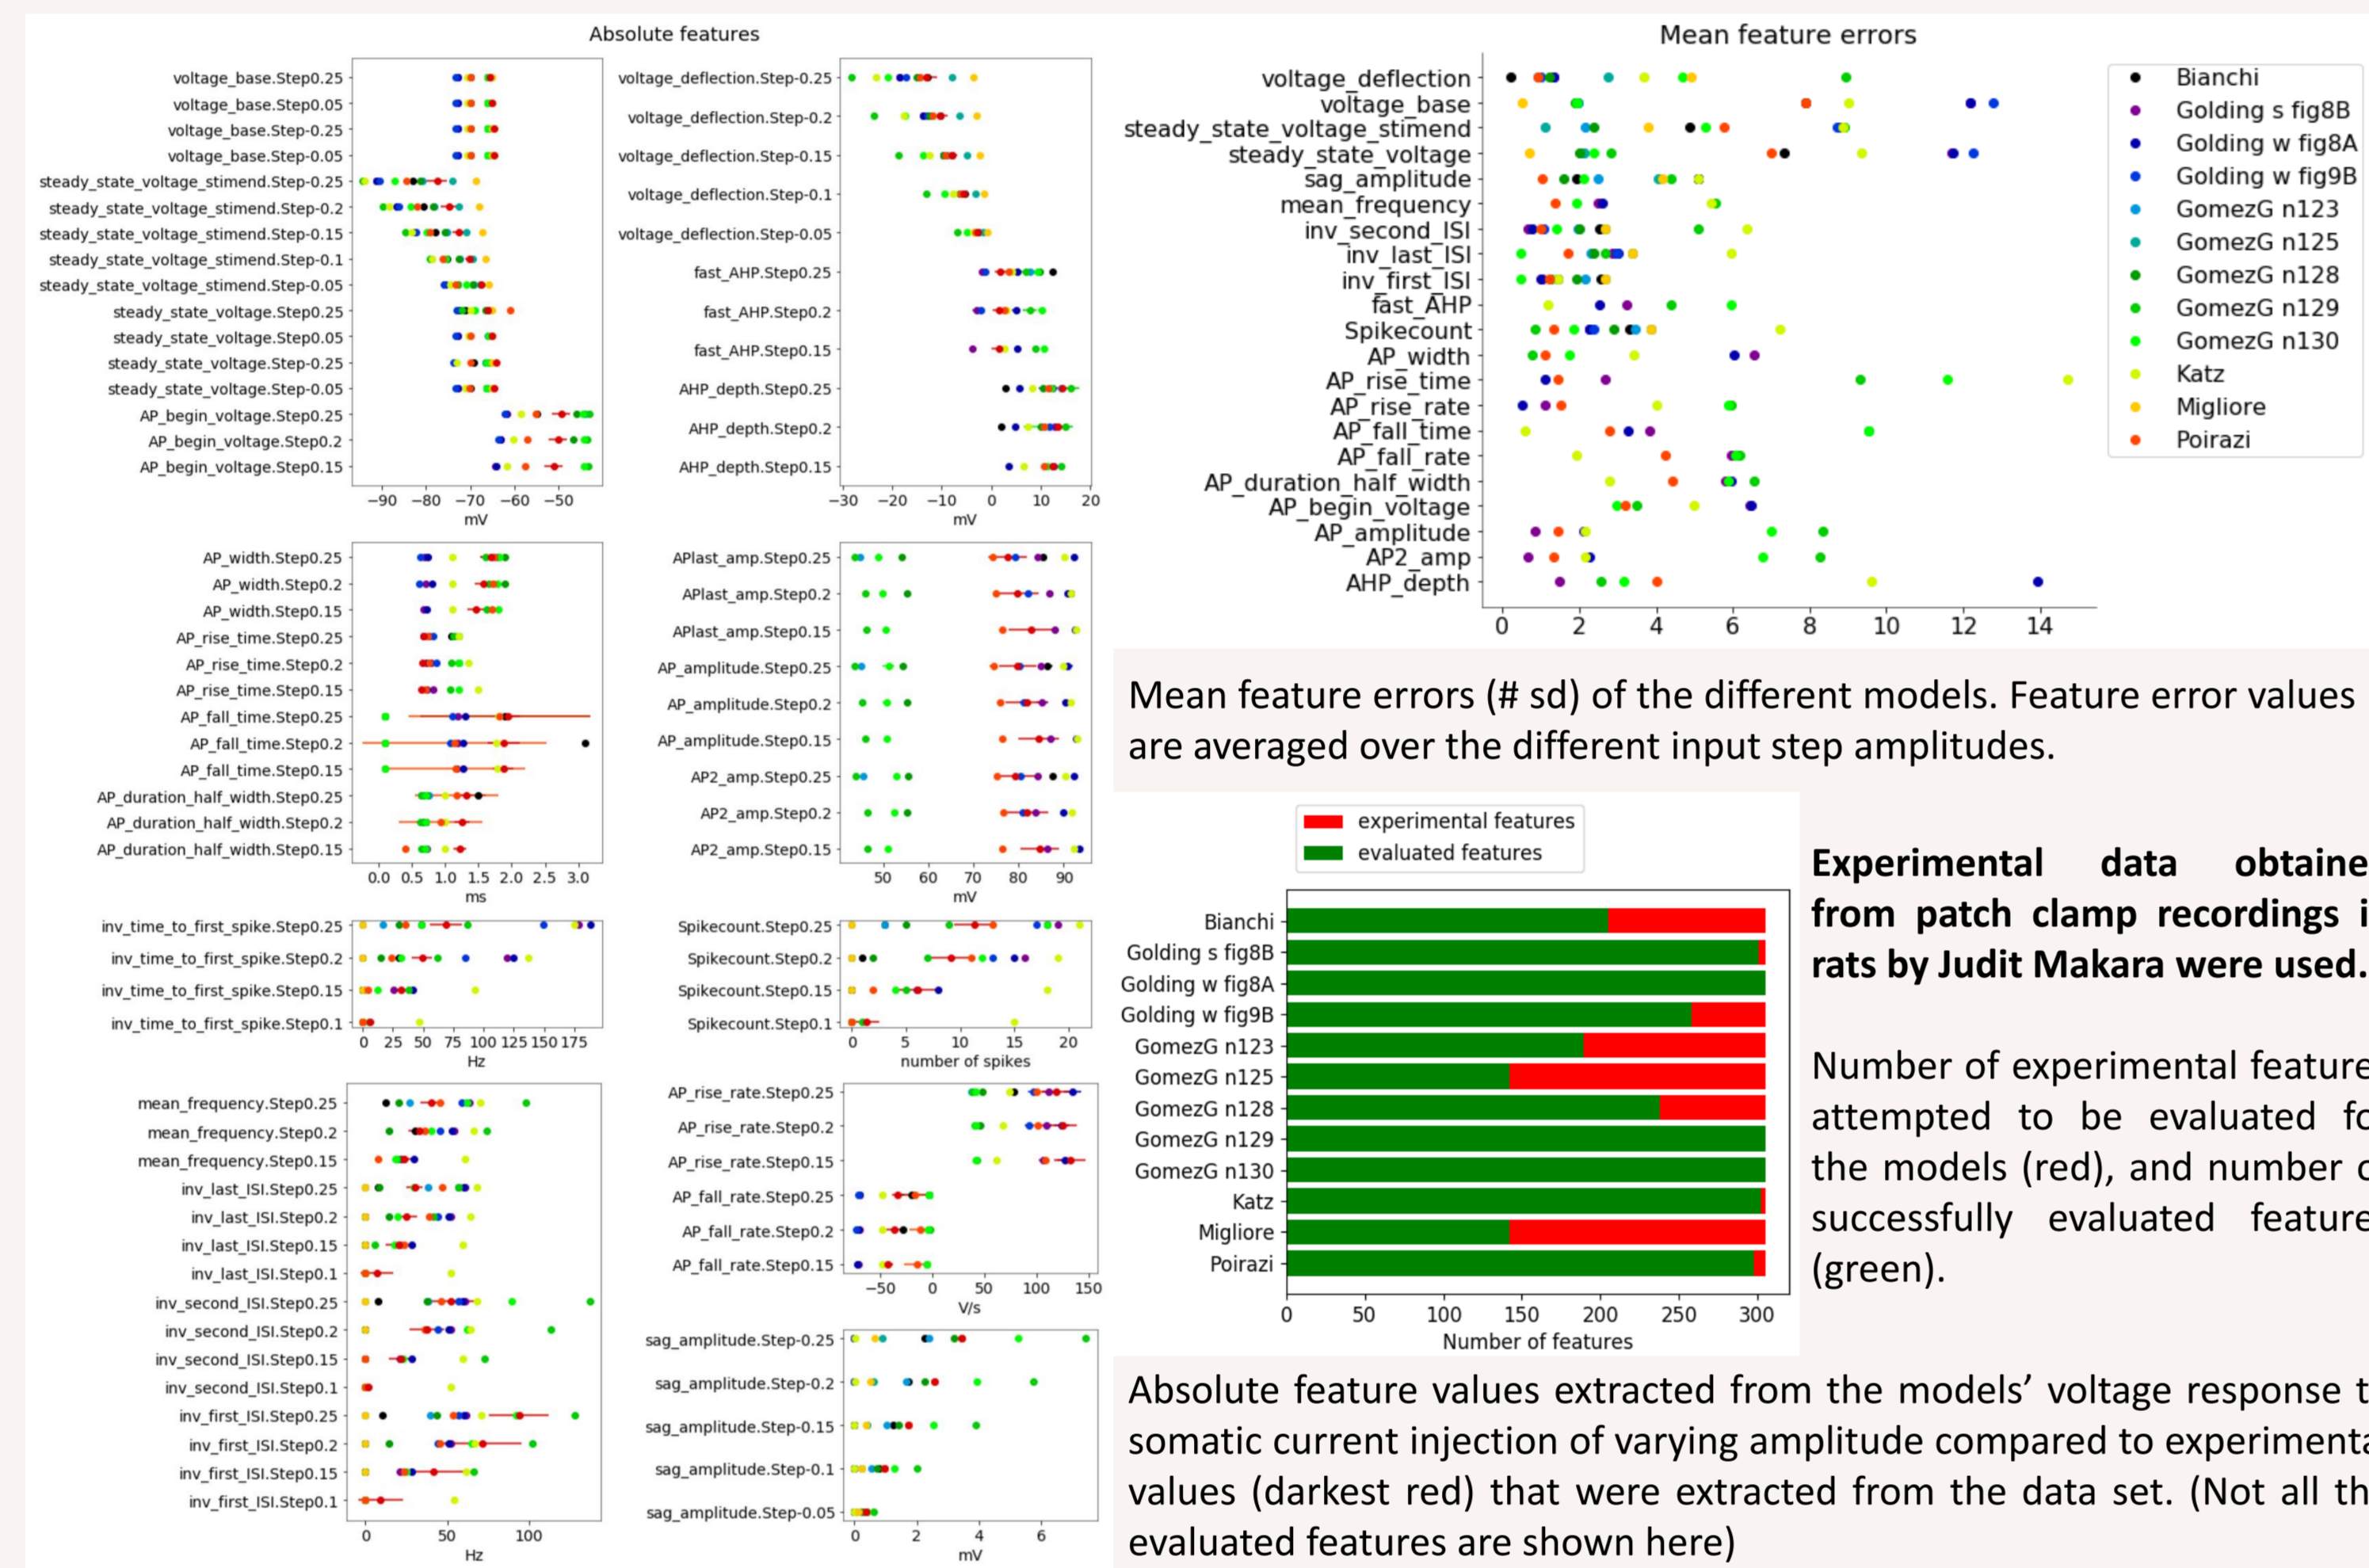 Absolute features
voltage_base.Step0.25
voltage_base.Step0.05
voltage_base.Step-0.25
voltage_base.Step-0.05
steady_state_voltage_stimend.Step-0.25
steady_state_voltage_stimend.Step-0.2
steady_state_voltage_stimend.Step-0.15
steady_state_voltage_stimend.Step-0.1
steady_state_voltage_stimend.Step-0.05
steady_state_voltage.Step0.25
steady_state_voltage.Step0.05
steady_state_voltage.Step-0.25
steady_state_voltage.Step-0.05
AP_begin_voltage.Step0.25
AP_begin_voltage.Step0.2
AP_begin_voltage.Step0.15
−90 −80 −70 −60 −50
mV
voltage_deflection.Step-0.25
voltage_deflection.Step-0.2
voltage_deflection.Step-0.15
voltage_deflection.Step-0.1
voltage_deflection.Step-0.05
fast_AHP.Step0.25
fast_AHP.Step0.2
fast_AHP.Step0.15
AHP_depth.Step0.25
AHP_depth.Step0.2
AHP_depth.Step0.15
−30 −20 −10 0 10 20
mV
AP_width.Step0.25
AP_width.Step0.2
AP_width.Step0.15
AP_rise_time.Step0.25
AP_rise_time.Step0.2
AP_rise_time.Step0.15
AP_fall_time.Step0.25
AP_fall_time.Step0.2
AP_fall_time.Step0.15
AP_duration_half_width.Step0.25
AP_duration_half_width.Step0.2
AP_duration_half_width.Step0.15
0.0 0.5 1.0 1.5 2.0 2.5 3.0
ms
APlast_amp.Step0.25
APlast_amp.Step0.2
APlast_amp.Step0.15
AP_amplitude.Step0.25
AP_amplitude.Step0.2
AP_amplitude.Step0.15
AP2_amp.Step0.25
AP2_amp.Step0.2
AP2_amp.Step0.15
50 60 70 80 90
mV
inv_time_to_first_spike.Step0.25
inv_time_to_first_spike.Step0.2
inv_time_to_first_spike.Step0.15
inv_time_to_first_spike.Step0.1
0 25 50 75 100 125 150 175
Hz
Spikecount.Step0.25
Spikecount.Step0.2
Spikecount.Step0.15
Spikecount.Step0.1
0 5 10 15 20
number of spikes
mean_frequency.Step0.25
mean_frequency.Step0.2
mean_frequency.Step0.15
inv_last_ISI.Step0.25
inv_last_ISI.Step0.2
inv_last_ISI.Step0.15
inv_last_ISI.Step0.1
inv_second_ISI.Step0.25
inv_second_ISI.Step0.2
inv_second_ISI.Step0.15
inv_second_ISI.Step0.1
inv_first_ISI.Step0.25
inv_first_ISI.Step0.2
inv_first_ISI.Step0.15
inv_first_ISI.Step0.1
0 50 100
Hz
AP_rise_rate.Step0.25
AP_rise_rate.Step0.2
AP_rise_rate.Step0.15
AP_fall_rate.Step0.25
AP_fall_rate.Step0.2
AP_fall_rate.Step0.15
−50 0 50 100 150
V/s
sag_amplitude.Step-0.25
sag_amplitude.Step-0.2
sag_amplitude.Step-0.15
sag_amplitude.Step-0.1
sag_amplitude.Step-0.05
0 2 4 6
mV
Mean feature errors
voltage_deflection
voltage_base
steady_state_voltage_stimend
steady_state_voltage
sag_amplitude
mean_frequency
inv_second_ISI
inv_last_ISI
inv_first_ISI
fast_AHP
Spikecount
AP_width
AP_rise_time
AP_rise_rate
AP_fall_time
AP_fall_rate
AP_duration_half_width
AP_begin_voltage
AP_amplitude
AP2_amp
AHP_depth
0 2 4 6 8 10 12 14
Bianchi
Golding s fig8B
Golding w fig8A
Golding w fig9B
GomezG n123
GomezG n125
GomezG n128
GomezG n129
GomezG n130
Katz
Migliore
Poirazi
Mean feature errors (# sd) of the different models. Feature error values
are averaged over the different input step amplitudes.
experimental features
evaluated features
Bianchi
Golding s fig8B
Golding w fig8A
Golding w fig9B
GomezG n123
GomezG n125
GomezG n128
GomezG n129
GomezG n130
Katz
Migliore
Poirazi
0 50 100 150 200 250 300
Number of features
Experimental data obtaine
from patch clamp recordings i
rats by Judit Makara were used.
Number of experimental feature
attempted to be evaluated fo
the models (red), and number o
successfully evaluated feature
(green).
Absolute feature values extracted from the models’ voltage response t
somatic current injection of varying amplitude compared to experimenta
values (darkest red) that were extracted from the data set. (Not all th
evaluated features are shown here)